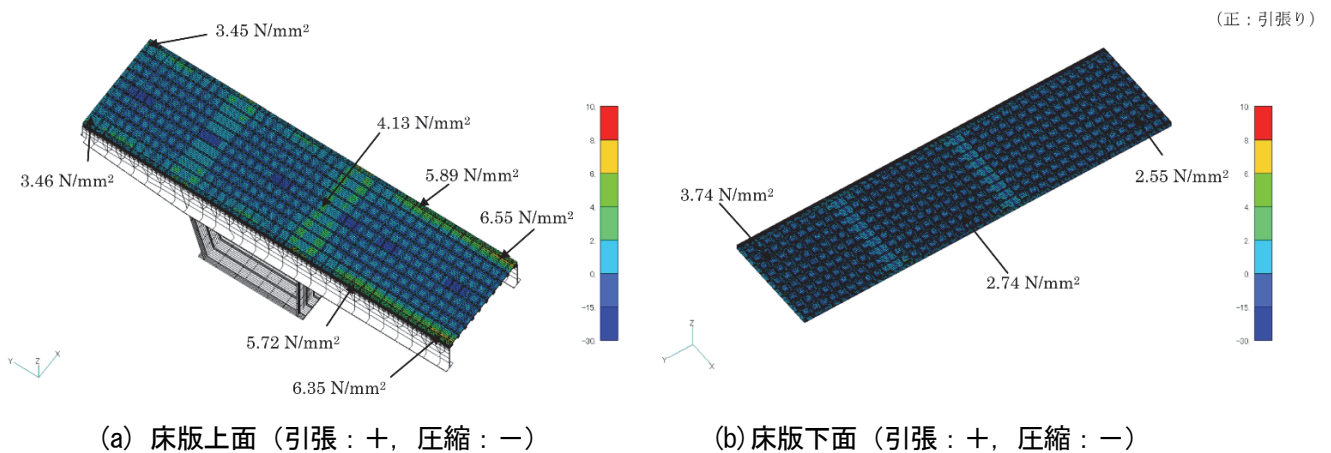 (正：引張り)
3.45 N/mm²
4.13 N/mm²
5.89 N/mm²
6.55 N/mm²
3.46 N/mm²
5.72 N/mm²
6.35 N/mm²
10.
8.
6.
4.
2.
0.
-15.
-30.
Y Z X
(a) 床版上面（引張：＋，圧縮：－）
3.74 N/mm²
2.55 N/mm²
2.74 N/mm²
10.
8.
6.
4.
2.
0.
-15.
-30.
Z
Y X
(b) 床版下面（引張：＋，圧縮：－）